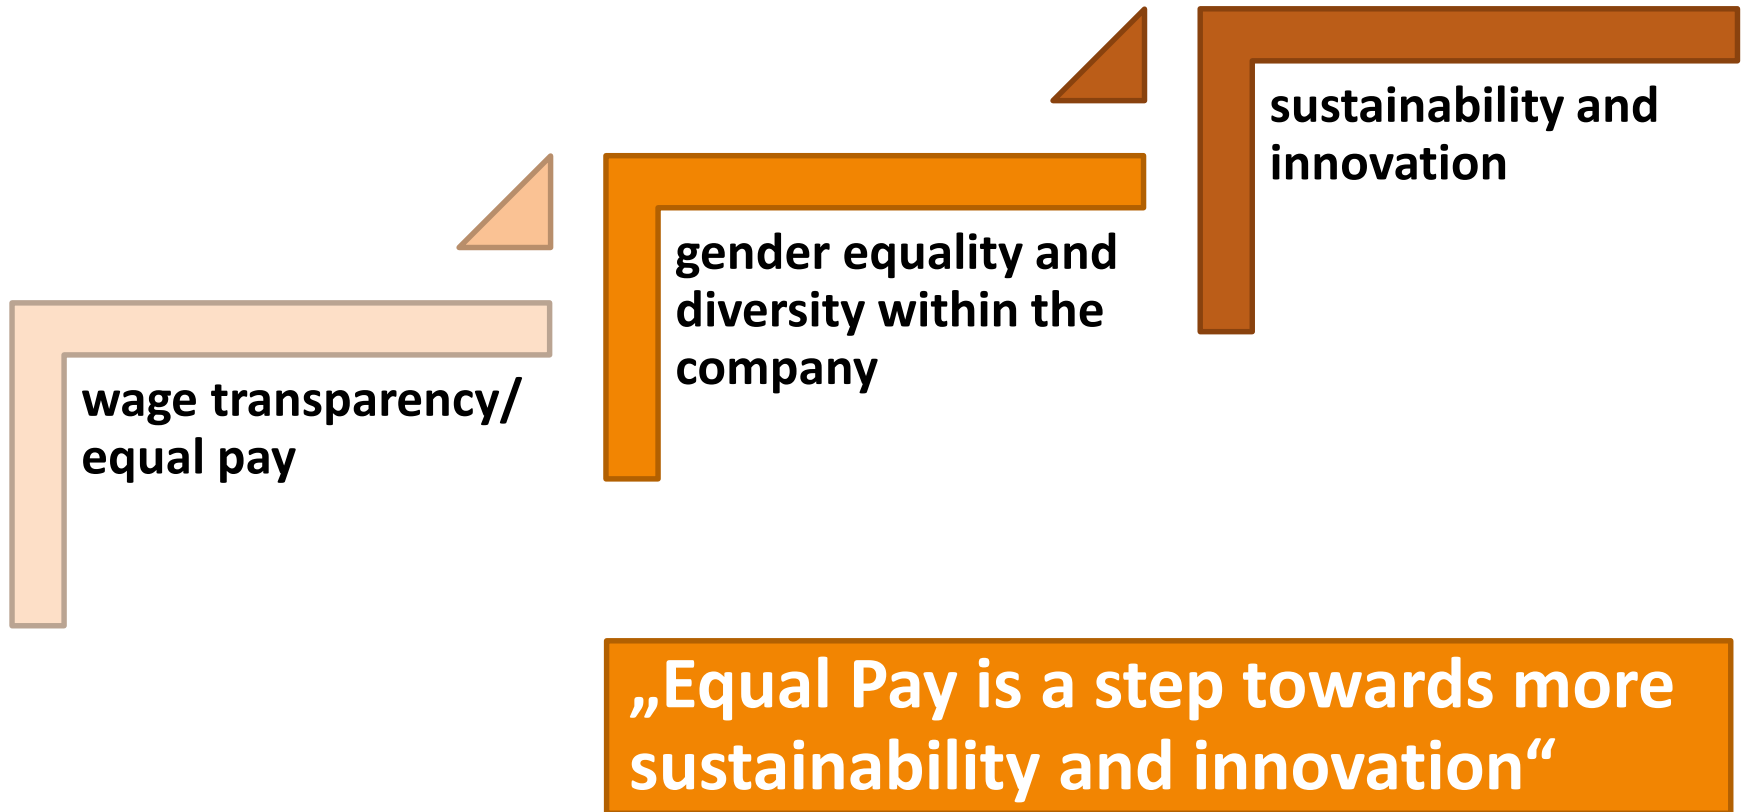 wage transparency/
equal pay
gender equality and
diversity within the
company
sustainability and
innovation
„Equal Pay is a step towards more
sustainability and innovation“